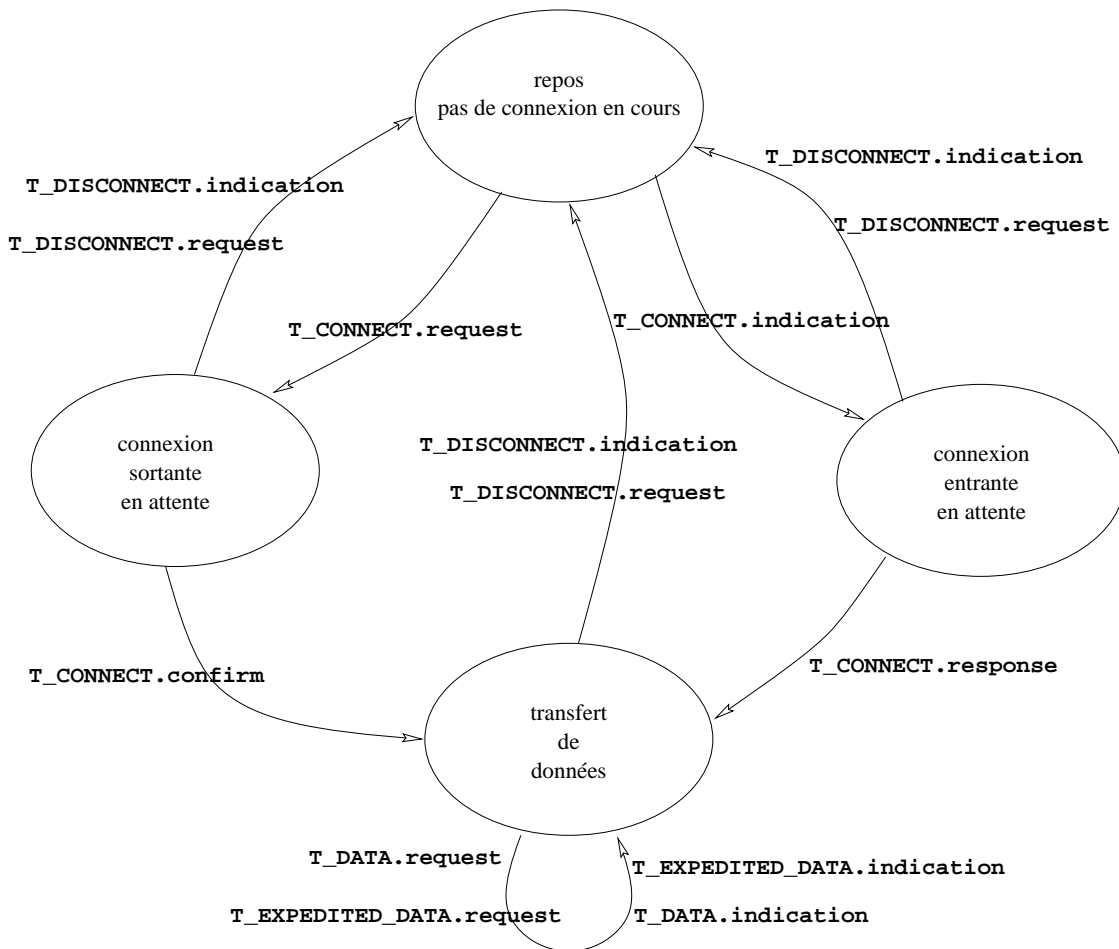 repos
pas de connexion en cours
T_DISCONNECT.indication
T_DISCONNECT.indication
T_DISCONNECT.request
T_DISCONNECT.request
T_CONNECT.request
T_CONNECT.indication
connexion
sortante
en attente
T_DISCONNECT.indication
T_DISCONNECT.request
connexion
entrante
en attente
T_CONNECT.confirm
T_CONNECT.response
transfert
de
données
T_DATA.request
T_EXPEDITED_DATA.indication
T_EXPEDITED_DATA.request
T_DATA.indication